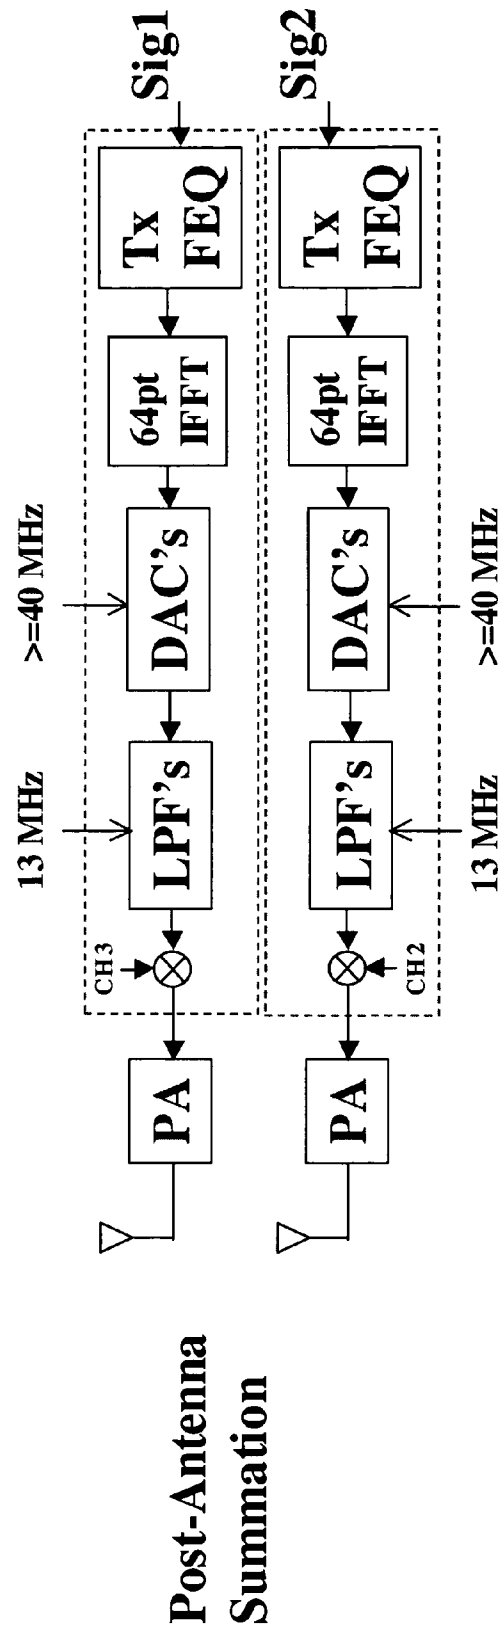 Post-Antenna
Summation
13 MHz
>=40 MHz
CH3
PA
LPF's
DAC's
64pt
IFFT
Tx
FEQ
Sig1
PA
LPF's
DAC's
64pt
IFFT
Tx
FEQ
Sig2
CH2
13 MHz
>=40 MHz